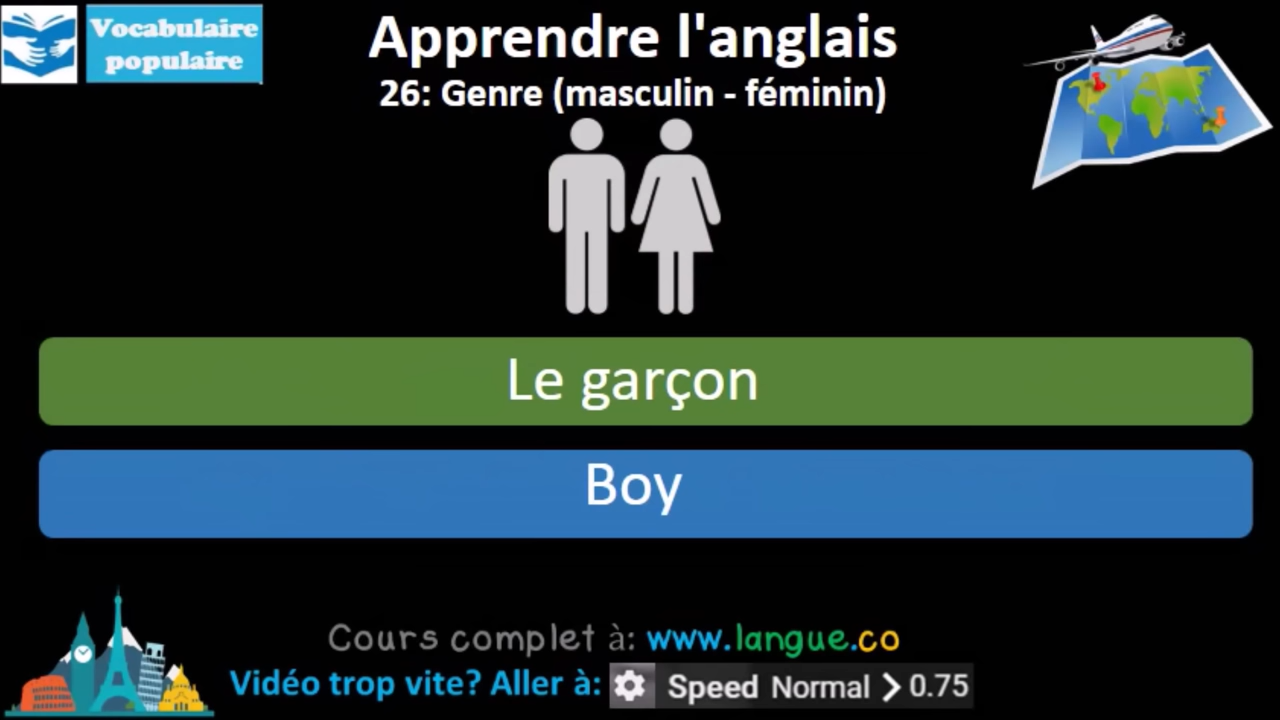 Vocabulaire
populaire
Apprendre l'anglais
26: Genre (masculin - féminin)
Le garçon
Boy
Cours complet à: www.langue.co
Vidéo trop vite? Aller à: Speed Normal > 0.75